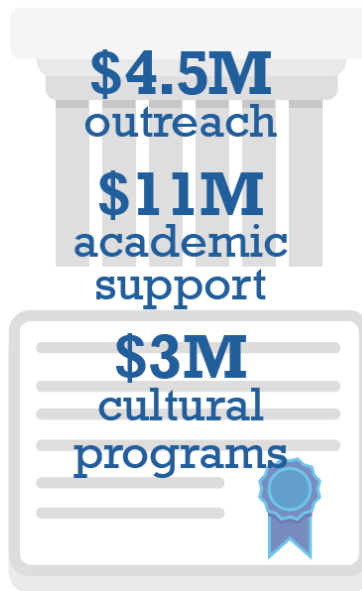 $4.5M
outreach
$11M
academic
support
$3M
cultural
programs